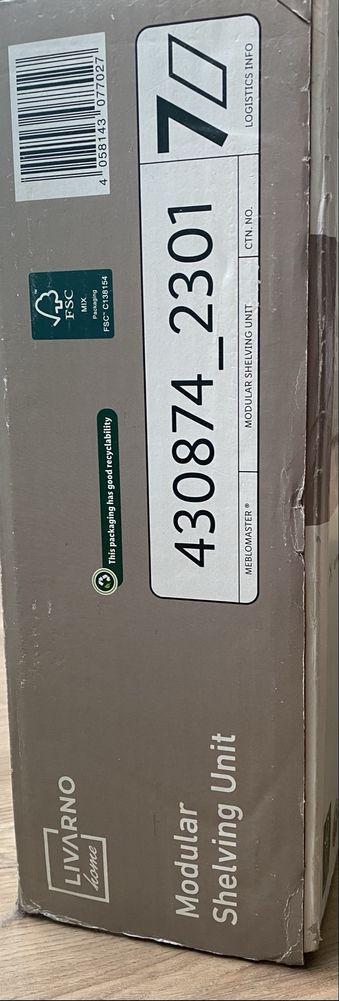 LIVARNO
home
Modular
Shelving Unit
This packaging has good recyclability
FSC
MIX
Packaging
FSC™ C138154
4 058143 077027
430874_2301
7
MEBLOMASTER ®
MODULAR SHELVING UNIT
CTN. NO.
LOGISTICS INFO